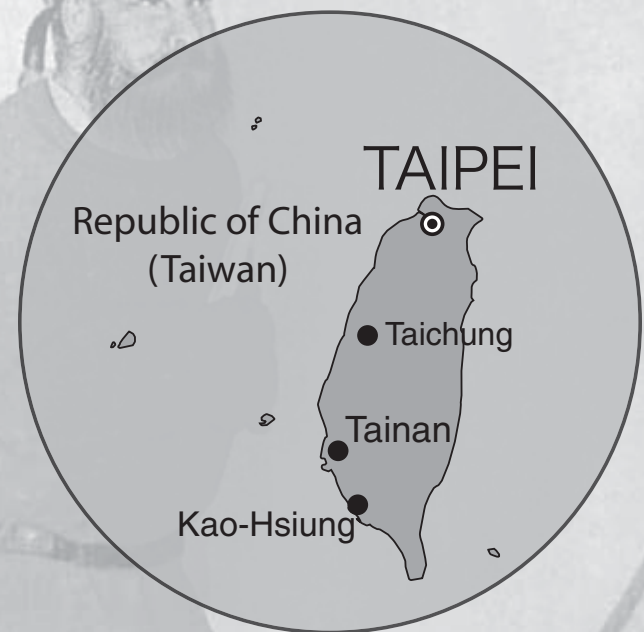 TAIPEI
Republic of China
(Taiwan)
Taichung
Tainan
Kao-Hsiung